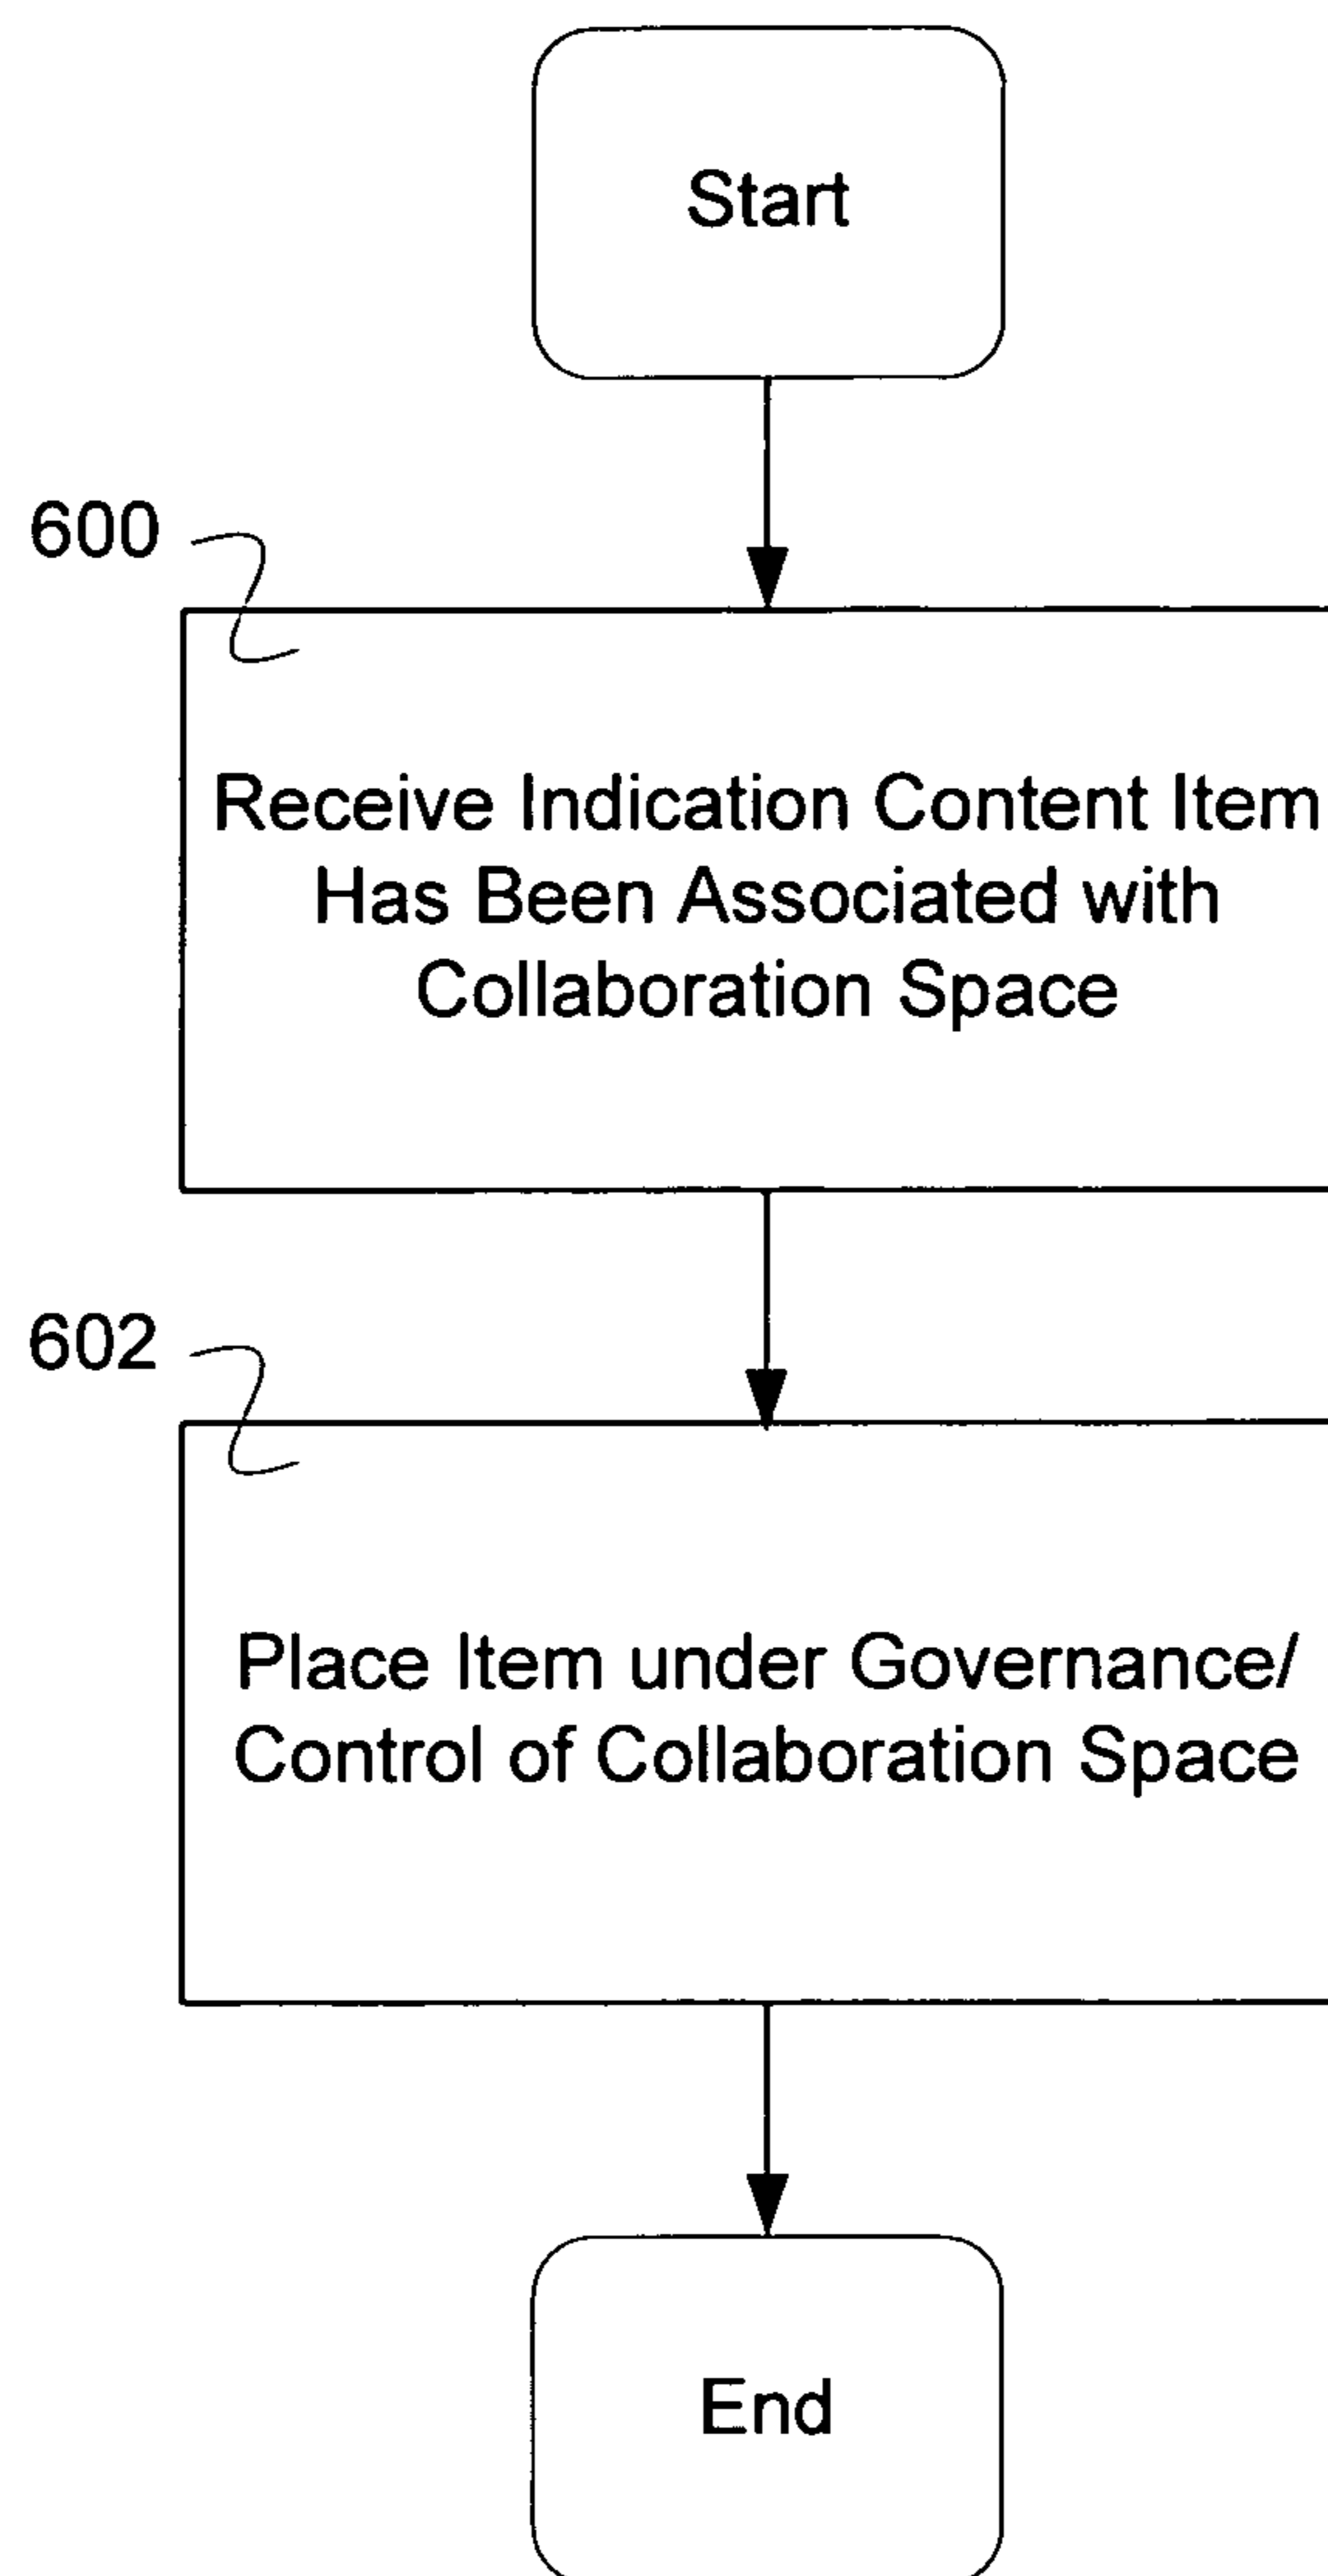 Start
600
Receive Indication Content Item
Has Been Associated with
Collaboration Space
602
Place Item under Governance/
Control of Collaboration Space
End